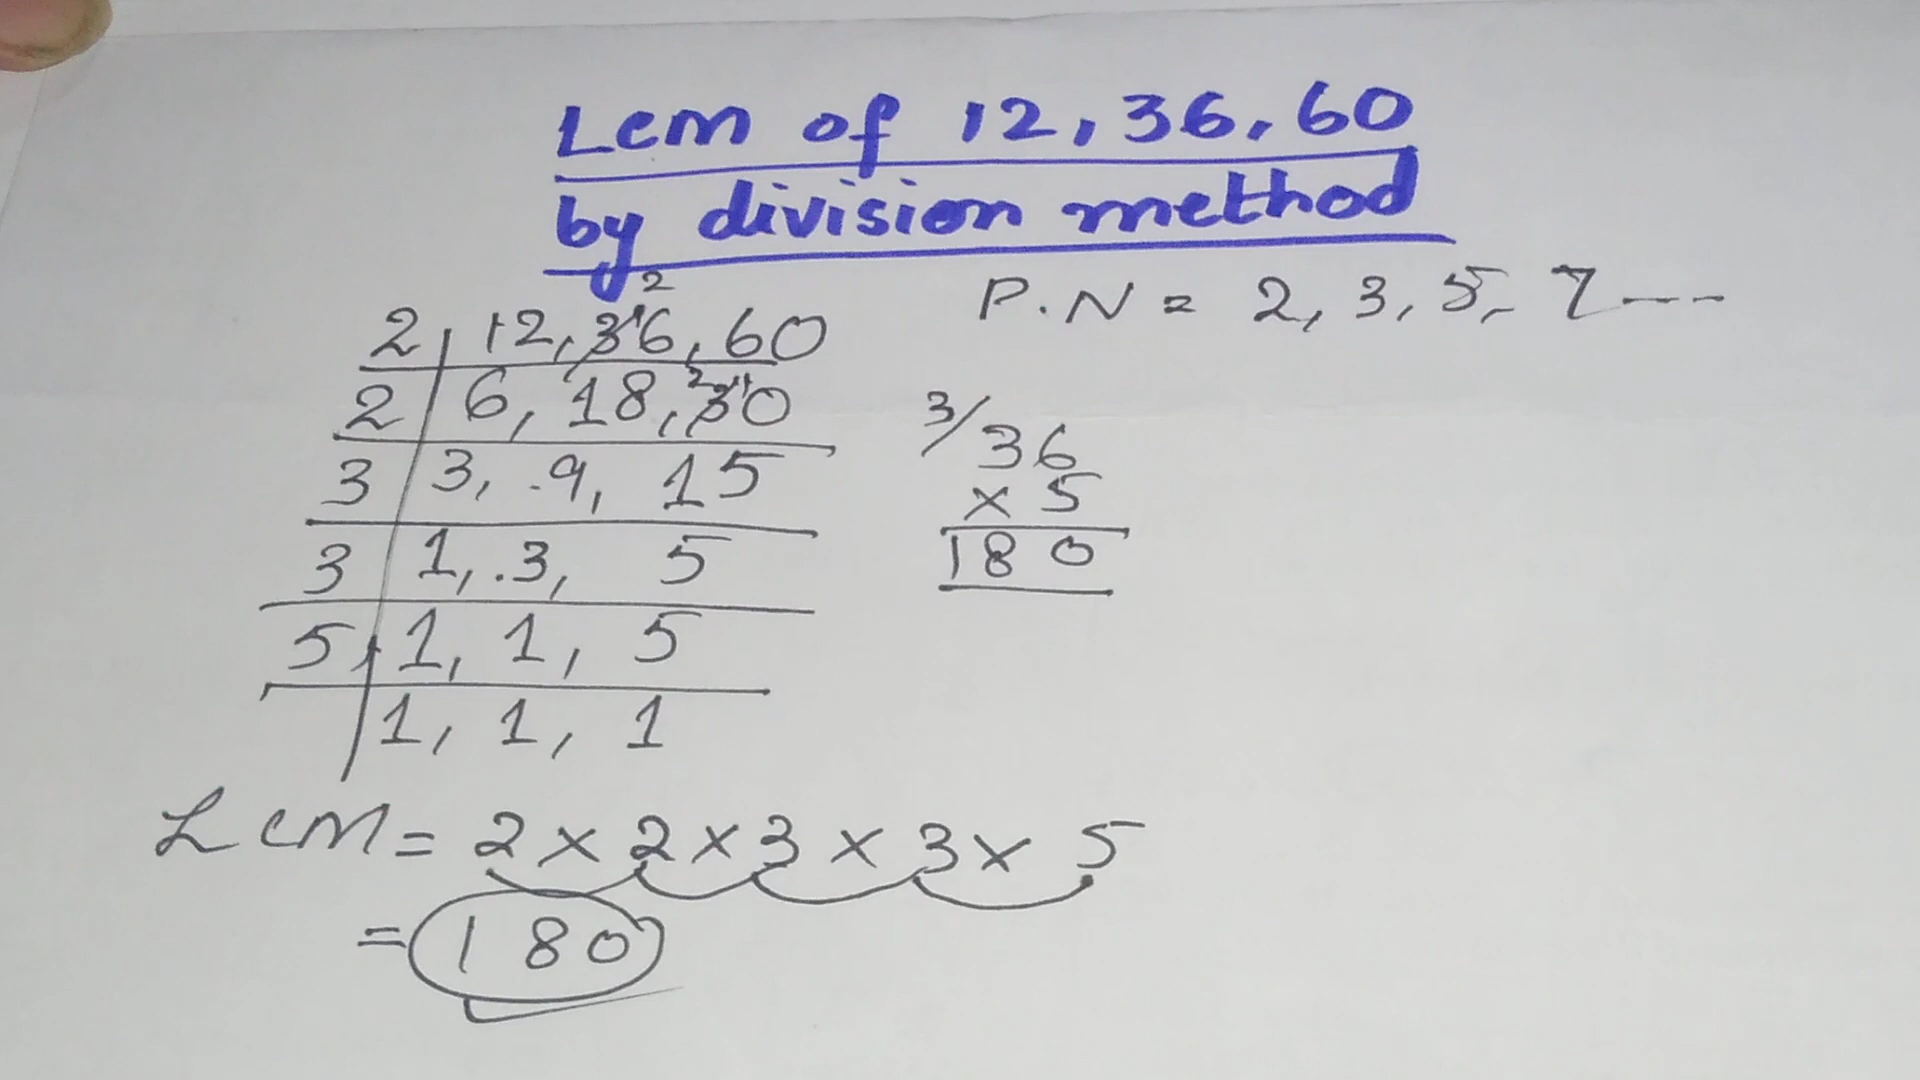 Lcm of 12, 36, 60
by division method
P.N = 2, 3, 5, 7 ---
2 12, 36, 60
2 6, 18, 30
3 3, 9, 15
3 1, 3, 5
5 1, 1, 5
1, 1, 1
3/36
× 5
180
LCM = 2 × 2 × 3 × 3 × 5
= 180